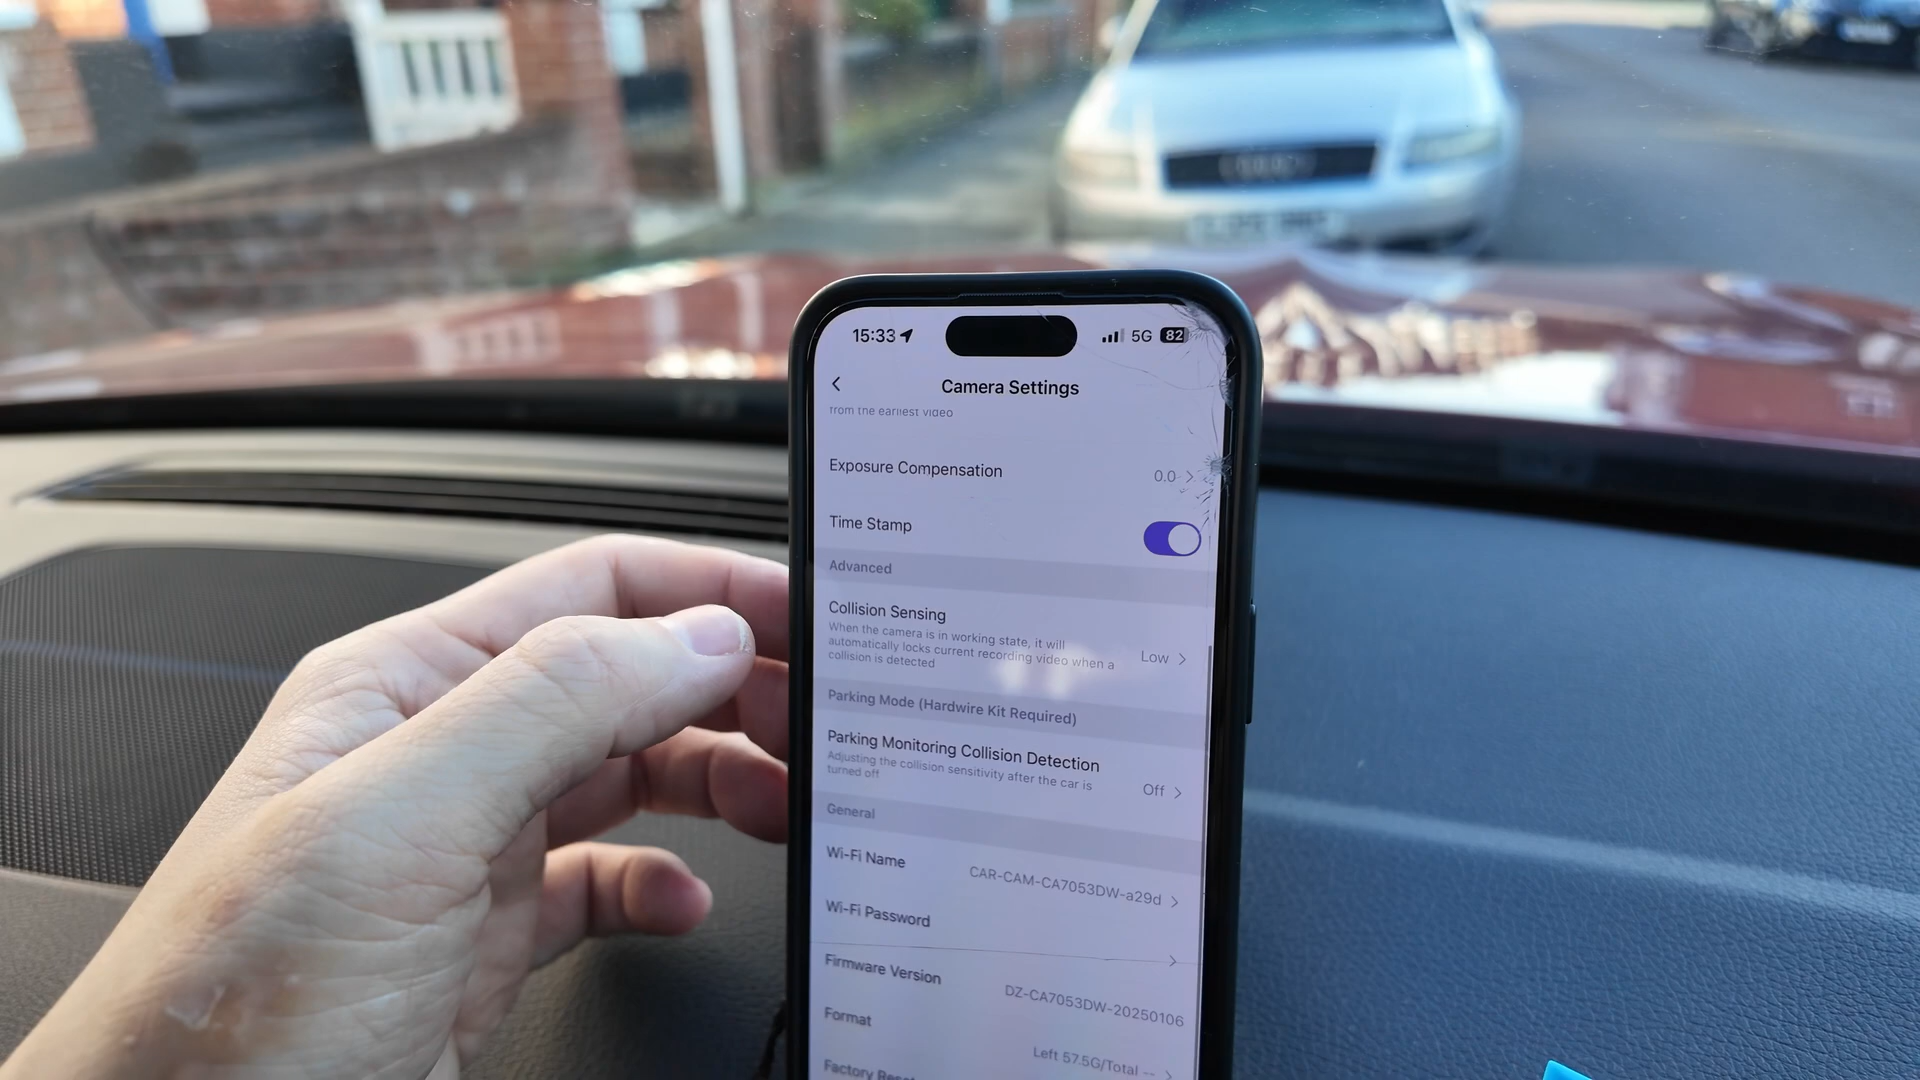 15:33
5G
82
Camera Settings
from the earliest video
Exposure Compensation
0.0
Time Stamp
Advanced
Collision Sensing
When the camera is in working state, it will
automatically locks current recording video when a
collision is detected
Low
Parking Mode (Hardwire Kit Required)
Parking Monitoring Collision Detection
Adjusting the collision sensitivity after the car is
turned off
Off
General
Wi-Fi Name
CAR-CAM-CA7053DW-a29d
Wi-Fi Password
Firmware Version
DZ-CA7053DW-20250106
Format
Left 57.5G/Total --
Factory